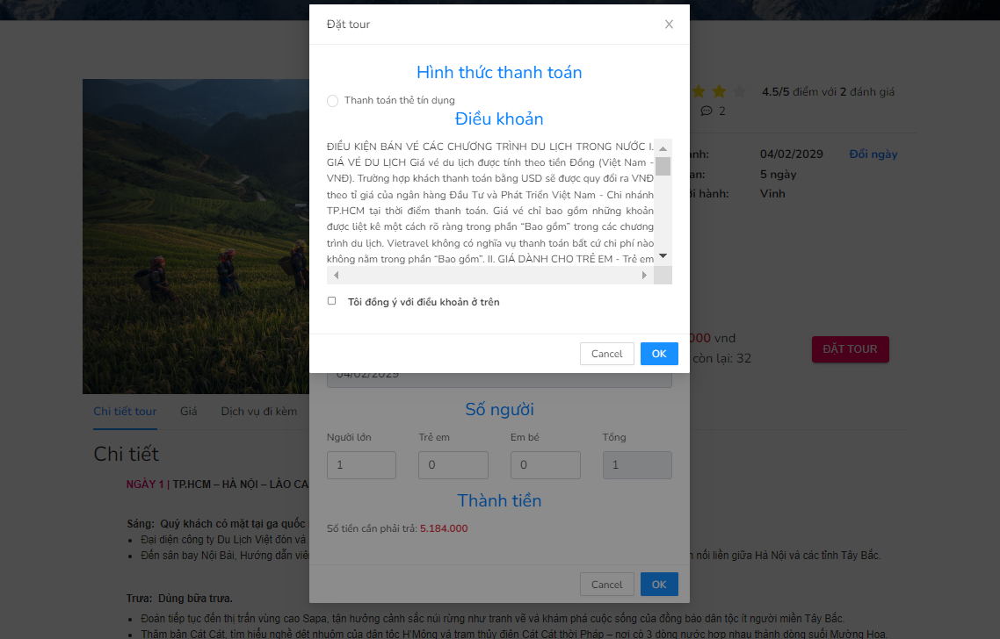 Đặt tour
Hình thức thanh toán
Thanh toán thẻ tín dụng
Điều khoản
ĐIỀU KIỆN BÁN VÉ CÁC CHƯƠNG TRÌNH DU LỊCH TRONG NƯỚC I.
GIÁ VÉ DU LỊCH Giá vé du lịch được tính theo tiền Đồng (Việt Nam -
VNĐ). Trường hợp khách thanh toán bằng USD sẽ được quy đổi ra VNĐ
theo tỉ giá của ngân hàng Đầu Tư và Phát Triển Việt Nam - Chi nhánh
TP.HCM tại thời điểm thanh toán. Giá vé chỉ bao gồm những khoản
được liệt kê một cách rõ ràng trong phần “Bao gồm” trong các chương
trình du lịch. Vietravel không có nghĩa vụ thanh toán bất cứ chi phí nào
không nằm trong phần “Bao gồm”. II. GIÁ DÀNH CHO TRẺ EM - Trẻ em
Tôi đồng ý với điều khoản ở trên
Cancel OK
4.5/5 điểm với 2 đánh giá
2
04/02/2029 Đổi ngày
5 ngày
hành: Vinh
000 vnd
còn lại: 32
ĐẶT TOUR
04/02/2029
Số người
Người lớn Trẻ em Em bé Tổng
1 0 0 1
Thành tiền
Số tiền cần phải trả: 5.184.000
Cancel OK
Chi tiết tour Giá Dịch vụ đi kèm
Chi tiết
NGÀY 1 | TP.HCM – HÀ NỘI – LÀO CA
Sáng: Quý khách có mặt tại ga quốc
Đại diện công ty Du Lịch Việt đón và
Đến sân bay Nội Bài, Hướng dẫn viên nối liền giữa Hà Nội và các tỉnh Tây Bắc.
Trưa: Dùng bữa trưa.
Đoàn tiếp tục đến thị trấn vùng cao Sapa, tận hưởng cảnh sắc núi rừng như tranh vẽ và khám phá cuộc sống của đồng bào dân tộc ít người miền Tây Bắc.
Thăm bản Cát Cát, tìm hiểu nghề dệt nhuộm của dân tộc H’Mông và trạm thủy điện Cát Cát thời Pháp – nơi có 3 dòng nước hợp nhau thành dòng suối Mường Hoa.